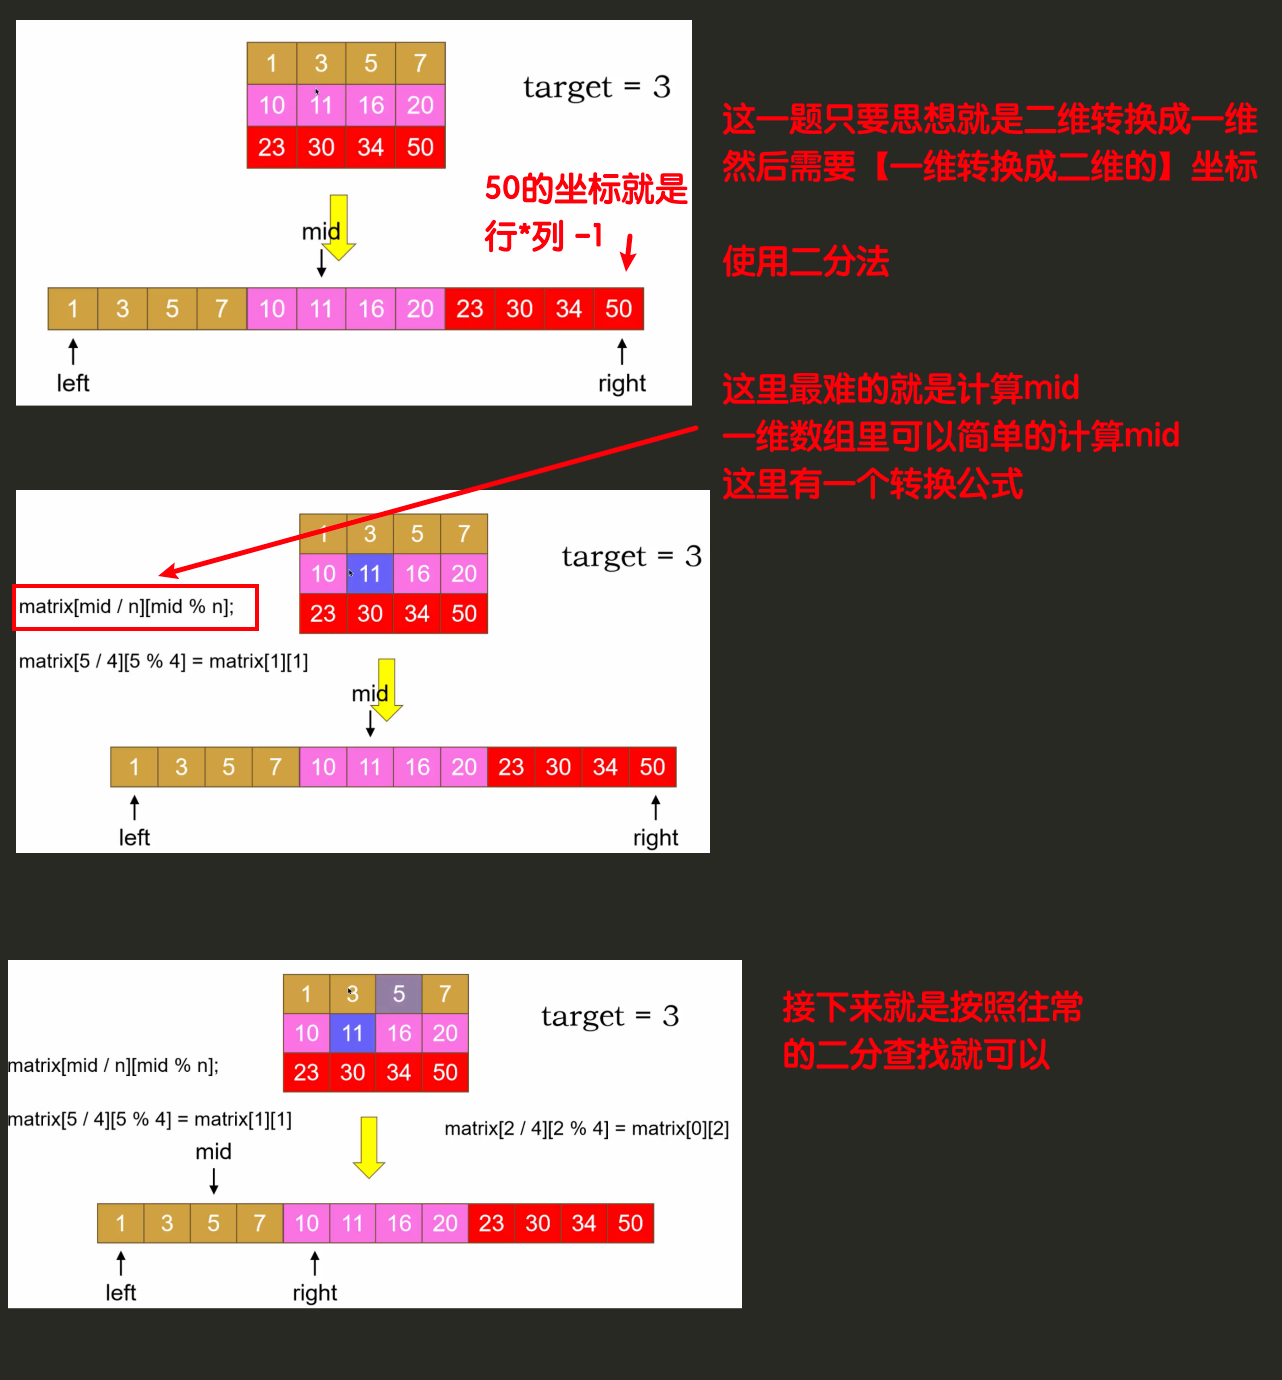 1 3 5 7
10 11 16 20
23 30 34 50
target = 3
50的坐标就是
行*列 -1
mid
1 3 5 7 10 11 16 20 23 30 34 50
left right
这一题只要思想就是二维转换成一维
然后需要【一维转换成二维的】坐标
使用二分法
这里最难的就是计算mid
一维数组里可以简单的计算mid
这里有一个转换公式
1 3 5 7
10 11 16 20
23 30 34 50
target = 3
matrix[mid / n][mid % n];
matrix[5 / 4][5 % 4] = matrix[1][1]
mid
1 3 5 7 10 11 16 20 23 30 34 50
left right
1 3 5 7
10 11 16 20
23 30 34 50
target = 3
matrix[mid / n][mid % n];
matrix[5 / 4][5 % 4] = matrix[1][1]
matrix[2 / 4][2 % 4] = matrix[0][2]
mid
1 3 5 7 10 11 16 20 23 30 34 50
left right
接下来就是按照往常
的二分查找就可以